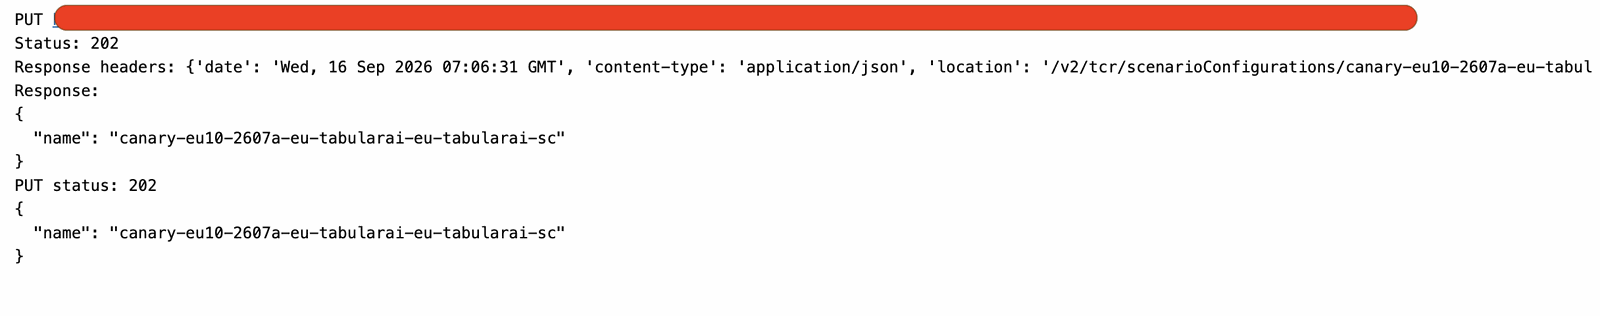 PUT
Status: 202
Response headers: {'date': 'Wed, 16 Sep 2026 07:06:31 GMT', 'content-type': 'application/json', 'location': '/v2/tcr/scenarioConfigurations/canary-eu10-2607a-eu-tabul
Response:
{
  "name": "canary-eu10-2607a-eu-tabularai-eu-tabularai-sc"
}
PUT status: 202
{
  "name": "canary-eu10-2607a-eu-tabularai-eu-tabularai-sc"
}